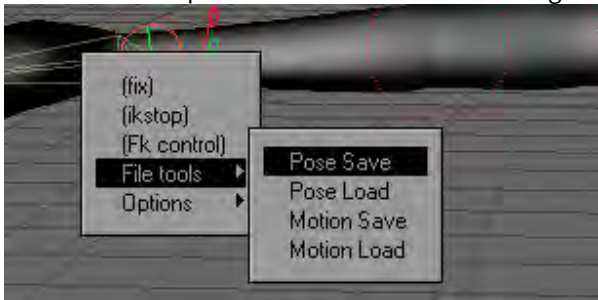 (fix)
(ikstop)
(Fk control)
File tools
Options
Pose Save
Pose Load
Motion Save
Motion Load